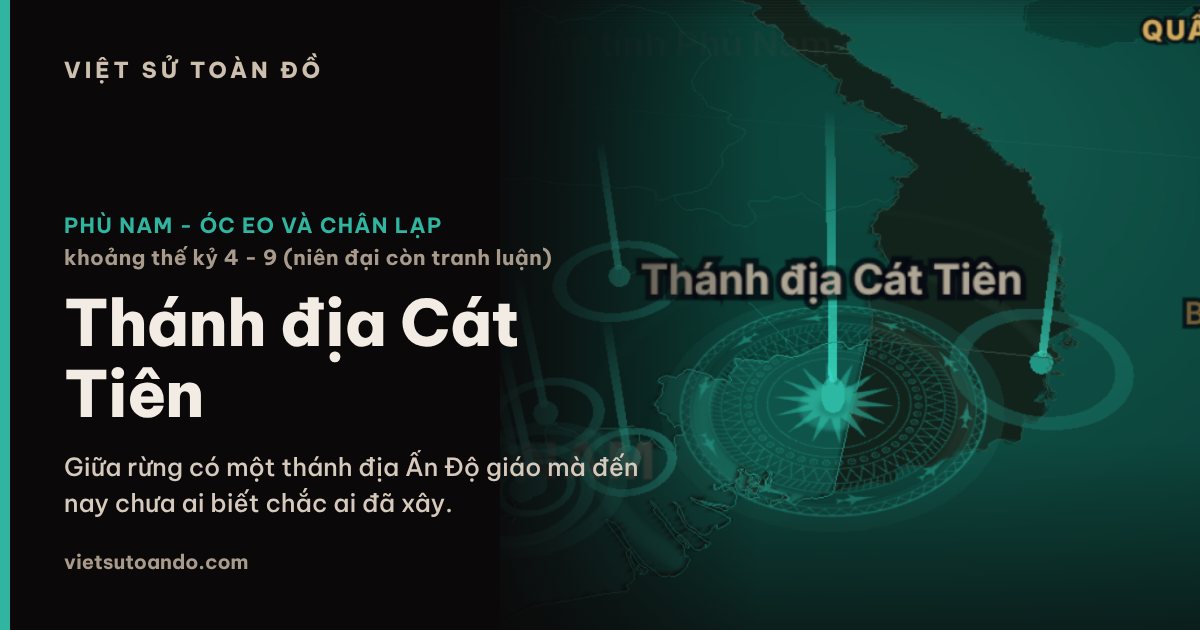 VIỆT SỬ TOÀN ĐỒ
PHÙ NAM - ÓC EO VÀ CHÂN LẠP
khoảng thế kỷ 4 - 9 (niên đại còn tranh luận)
Thánh địa Cát
Tiên
Giữa rừng có một thánh địa Ấn Độ giáo mà đến
nay chưa ai biết chắc ai đã xây.
vietsutoando.com
Thánh địa Cát Tiên